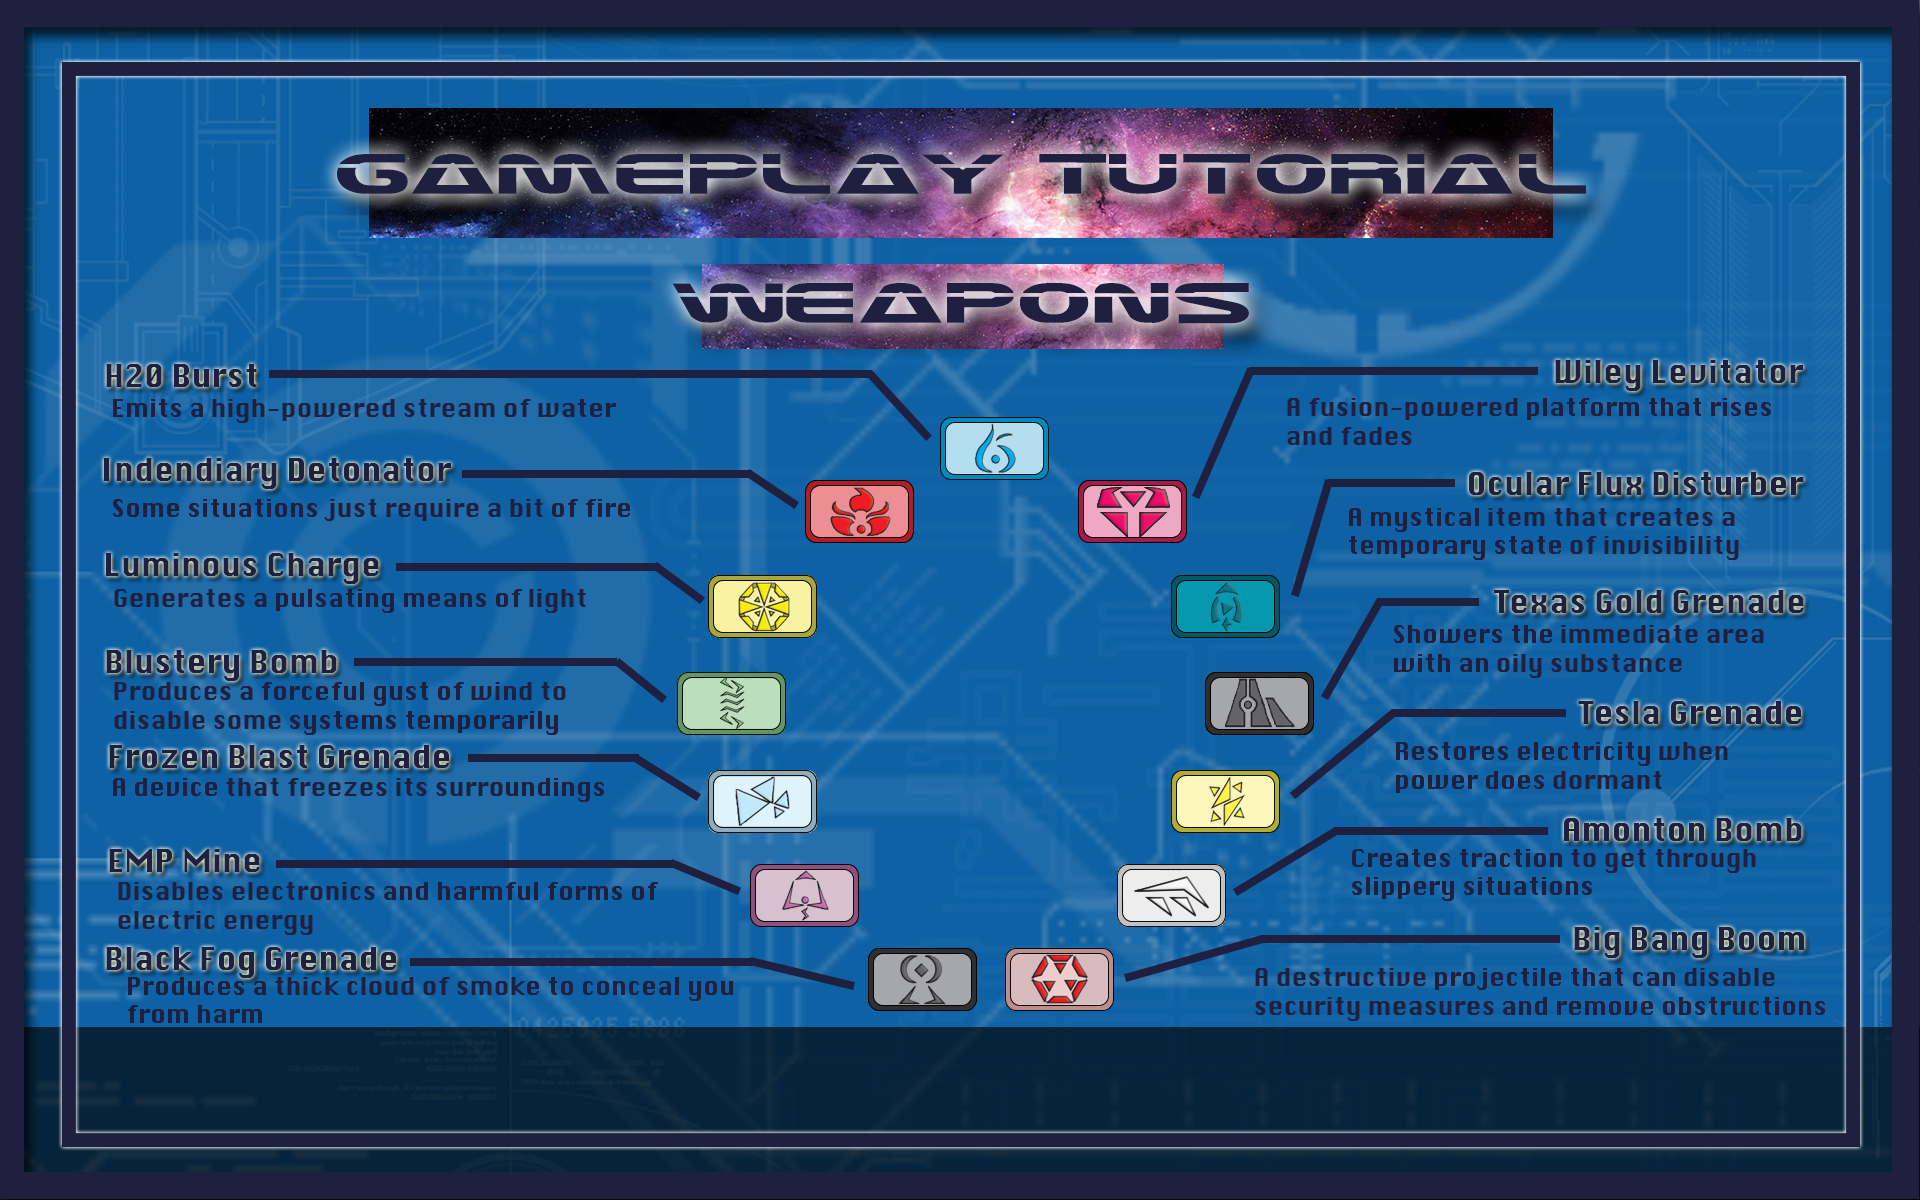 GAMEPLAY TUTORIAL
WEAPONS
H20 Burst
Emits a high-powered stream of water
Indendiary Detonator
Some situations just require a bit of fire
Luminous Charge
Generates a pulsating means of light
Blustery Bomb
Produces a forceful gust of wind to
disable some systems temporarily
Frozen Blast Grenade
A device that freezes its surroundings
EMP Mine
Disables electronics and harmful forms of
electric energy
Black Fog Grenade
Produces a thick cloud of smoke to conceal you
from harm
Wiley Levitator
A fusion-powered platform that rises
and fades
Ocular Flux Disturber
A mystical item that creates a
temporary state of invisibility
Texas Gold Grenade
Showers the immediate area
with an oily substance
Tesla Grenade
Restores electricity when
power does dormant
Amonton Bomb
Creates traction to get through
slippery situations
Big Bang Boom
A destructive projectile that can disable
security measures and remove obstructions